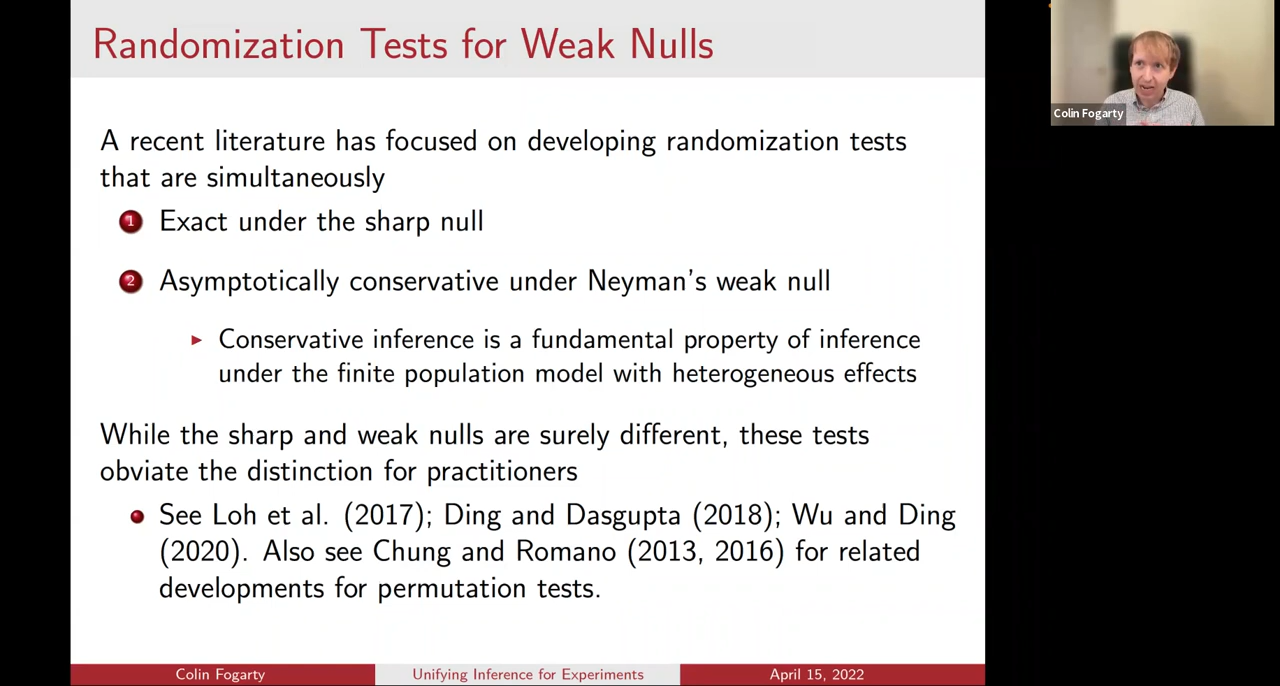 Randomization Tests for Weak Nulls
Colin Fogarty
A recent literature has focused on developing randomization tests
that are simultaneously
1 Exact under the sharp null
2 Asymptotically conservative under Neyman's weak null
Conservative inference is a fundamental property of inference
under the finite population model with heterogeneous effects
While the sharp and weak nulls are surely different, these tests
obviate the distinction for practitioners
See Loh et al. (2017); Ding and Dasgupta (2018); Wu and Ding
(2020). Also see Chung and Romano (2013, 2016) for related
developments for permutation tests.
Colin Fogarty Unifying Inference for Experiments April 15, 2022